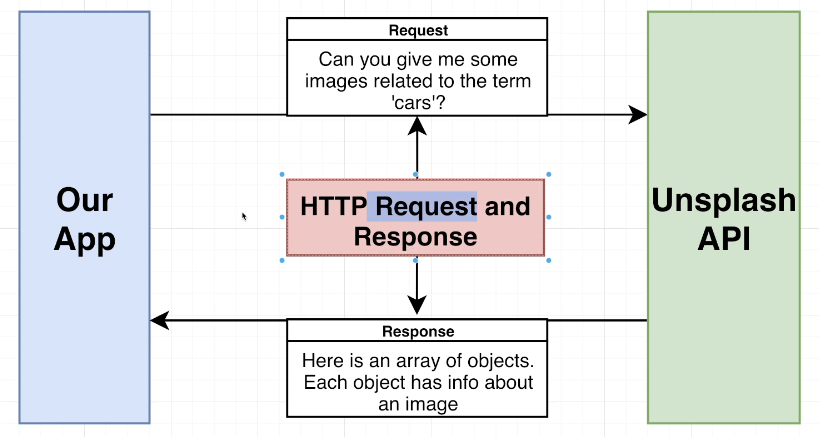 Request
Can you give me some
images related to the term
'cars'?
Our
App
HTTP Request and
Response
Unsplash
API
Response
Here is an array of objects.
Each object has info about
an image